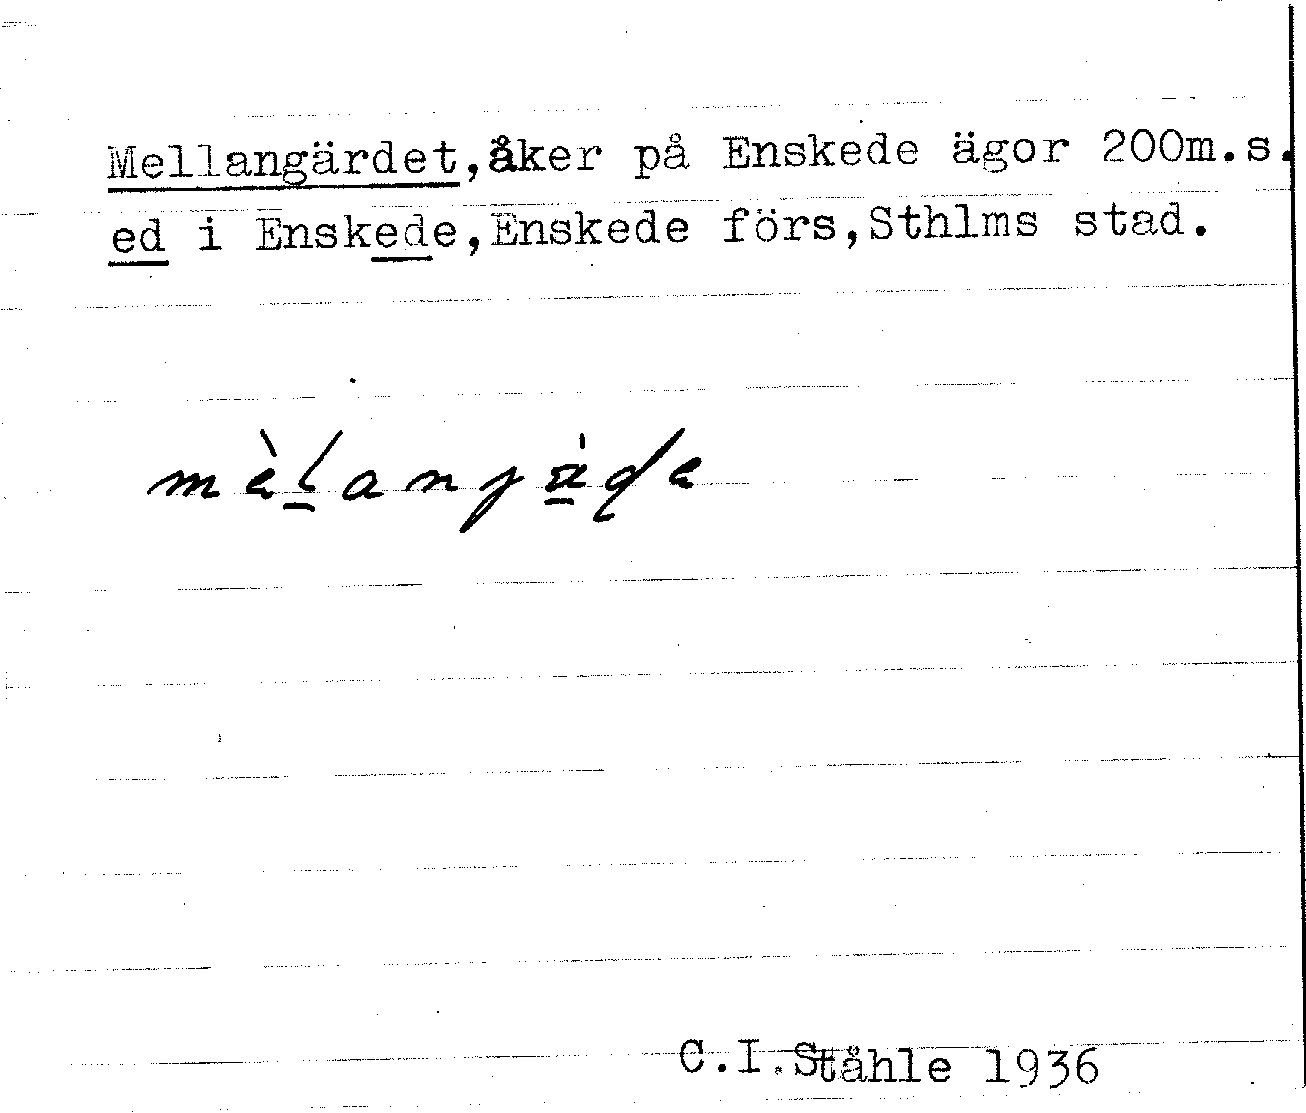 Mellangärdet,åker på Enskede ägor 200m.s.
ed i Enskede,Enskede förs,Sthlms stad.
C.I.Ståhle 1936